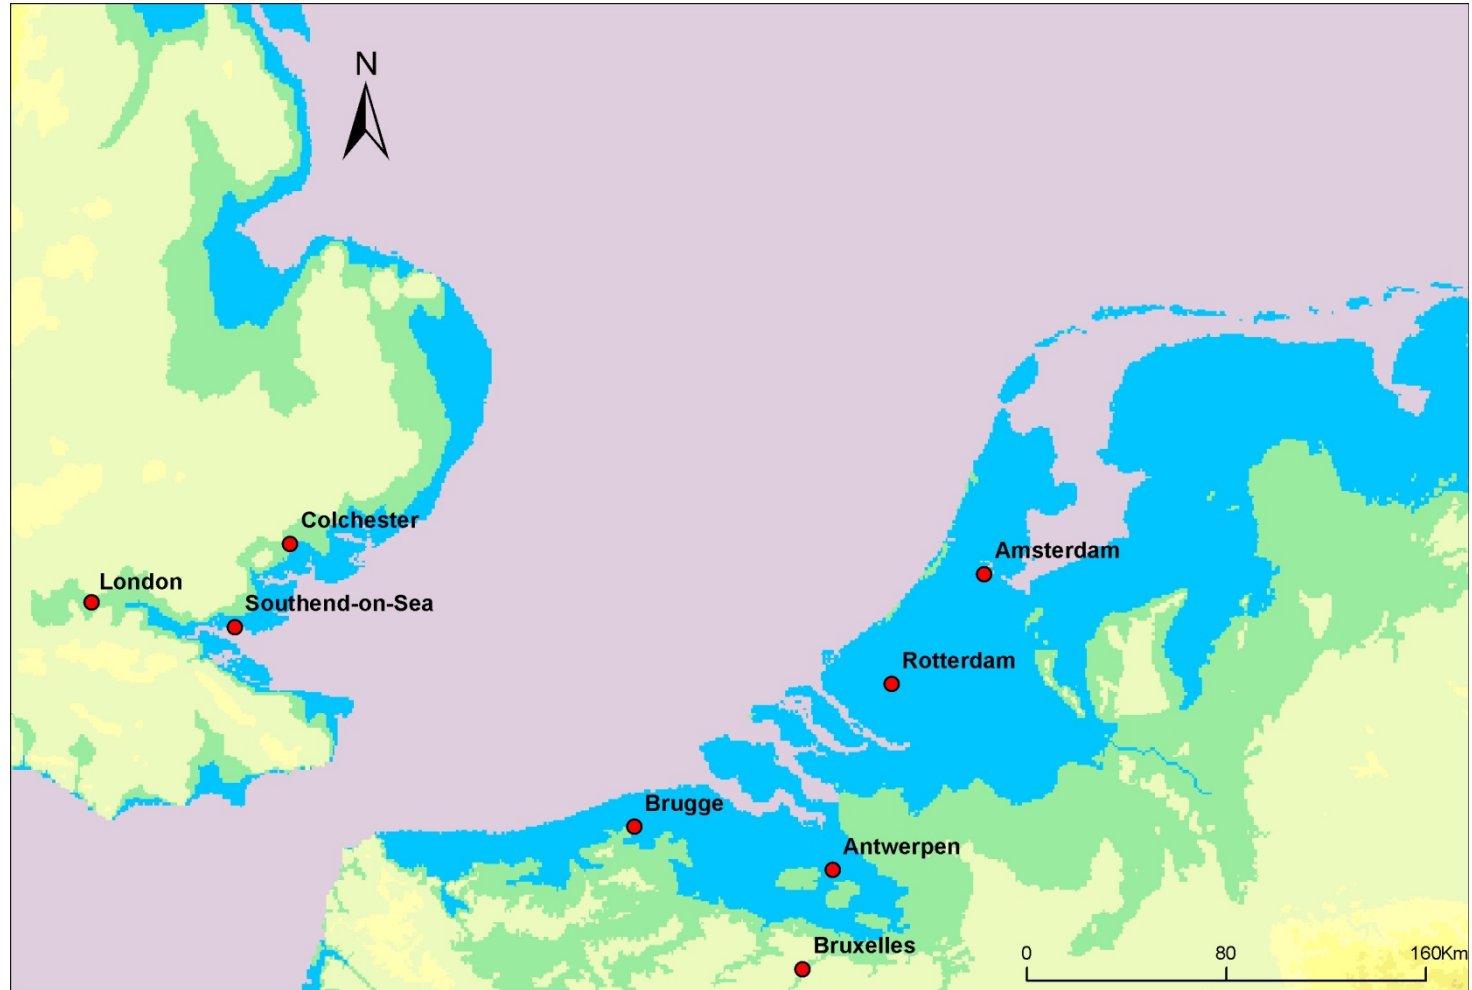 N
Colchester
Amsterdam
London
Southend-on-Sea
Rotterdam
Brugge
Antwerpen
Bruxelles
0 80 160Km